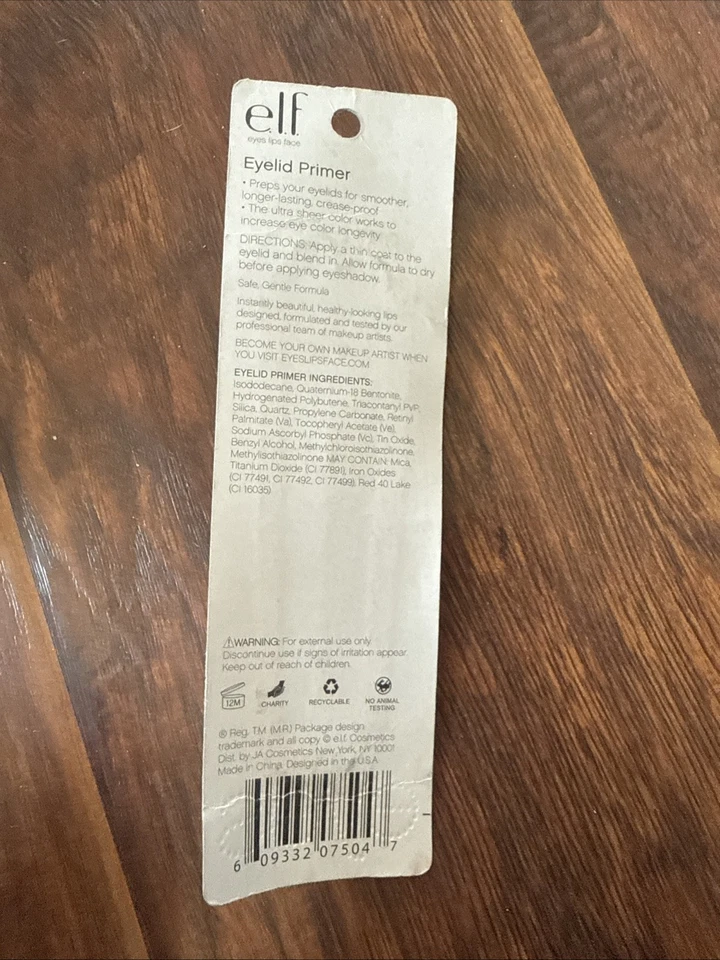 e.l.f.
eyes lips face
Eyelid Primer
• Preps your eyelids for smoother,
longer-lasting, crease-proof
• The ultra sheer color works to
increase eye color longevity
DIRECTIONS: Apply a thin coat to the
eyelid and blend in. Allow formula to dry
before applying eyeshadow.
Safe, Gentle Formula
Instantly beautiful, healthy-looking lips
designed, formulated and tested by our
professional team of makeup artists.
BECOME YOUR OWN MAKEUP ARTIST WHEN
YOU VISIT EYESLIPSFACE.COM
EYELID PRIMER INGREDIENTS:
Isododecane, Quaternium-18 Bentonite,
Hydrogenated Polybutene, Triacontanyl PVP,
Silica, Quartz, Propylene Carbonate, Retinyl
Palmitate (Va), Tocopheryl Acetate (Ve),
Sodium Ascorbyl Phosphate (Vc), Tin Oxide,
Benzyl Alcohol, Methylchloroisothiazolinone,
Methylisothiazolinone MAY CONTAIN: Mica,
Titanium Dioxide (CI 77891), Iron Oxides
(CI 77491, CI 77492, CI 77499), Red 40 Lake
(CI 16035).
⚠WARNING: For external use only
Discontinue use if signs of irritation appear.
Keep out of reach of children.
12M
CHARITY
RECYCLABLE
NO ANIMAL
TESTING
® Reg. TM (M.R.) Package design
trademark and all copy © e.l.f. Cosmetics
Dist. by JA Cosmetics New York, NY 10001
Made in China. Designed in the U.S.A.
6 09332 07504 7